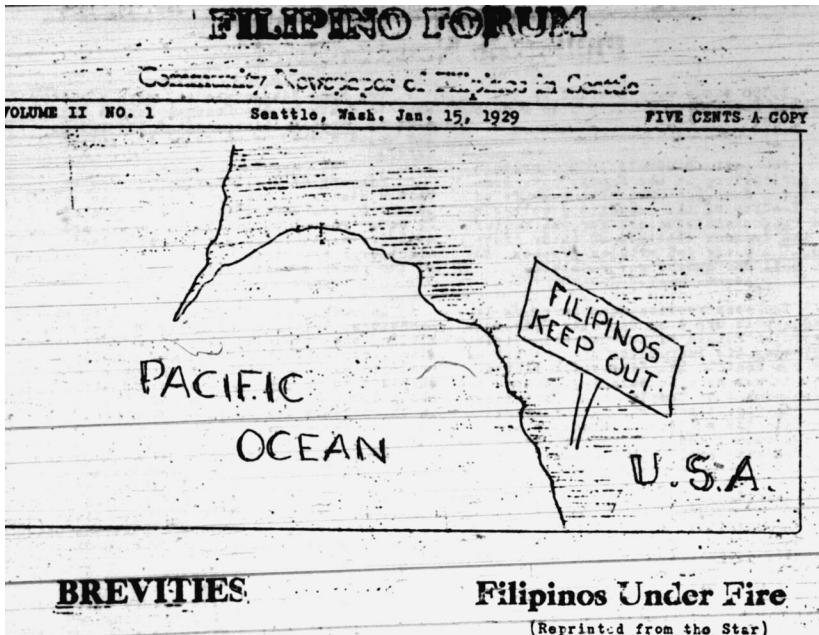 FILIPINO FORUM
Community Newspaper of Filipinos in Seattle
VOLUME II NO. 1 Seattle, Wash. Jan. 15, 1929 FIVE CENTS A COPY
FILIPINOS
KEEP OUT.
PACIFIC
OCEAN
U.S.A.
BREVITIES
Filipinos Under Fire
(Reprinted from the Star)